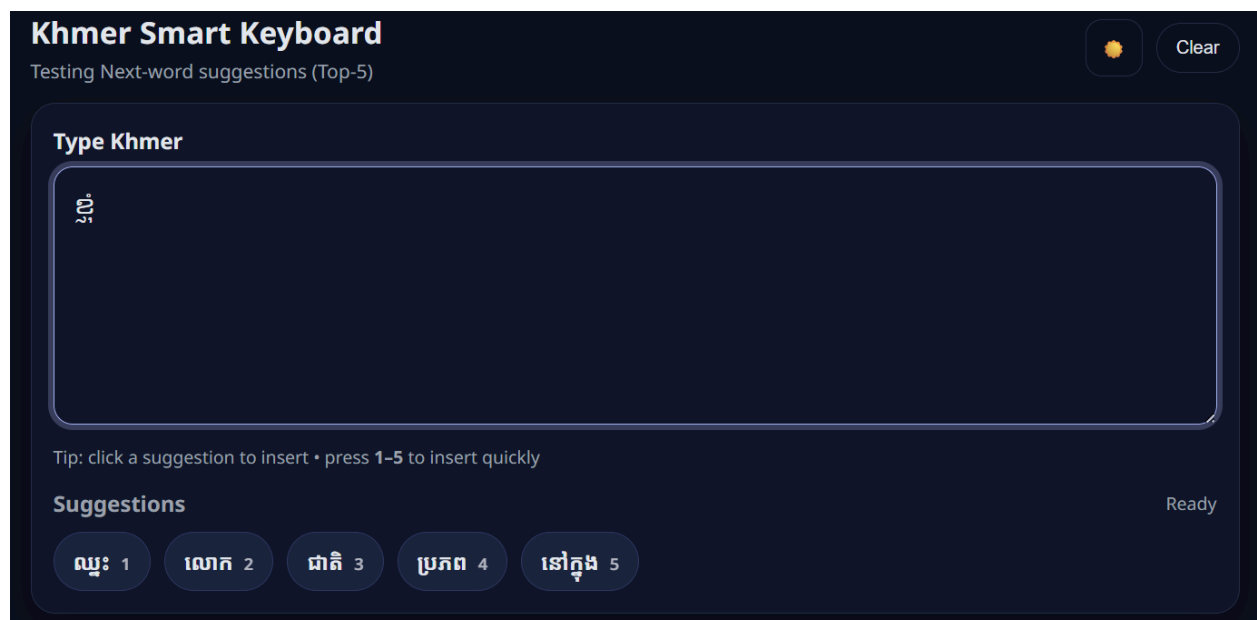 Khmer Smart Keyboard
Clear
Testing Next-word suggestions (Top-5)
Type Khmer
ខ្ញុំ
Tip: click a suggestion to insert • press 1–5 to insert quickly
Suggestions
Ready
ឈ្នះ 1 លោក 2 ជាតិ 3 ប្រភព 4 នៅក្នុង 5